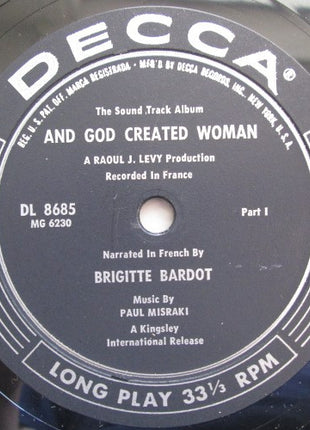 DECCA®
REG. U.S. PAT. OFF. MARCA REGISTRADA • MF'D BY DECCA RECORDS, INC., NEW YORK, U.S.A.
The Sound Track Album
AND GOD CREATED WOMAN
A RAOUL J. LEVY Production
Recorded In France
DL 8685
MG 6230
Part 1
Narrated In French By
BRIGITTE BARDOT
Music By
PAUL MISRAKI
A Kingsley
International Release
LONG PLAY 33⅓ RPM